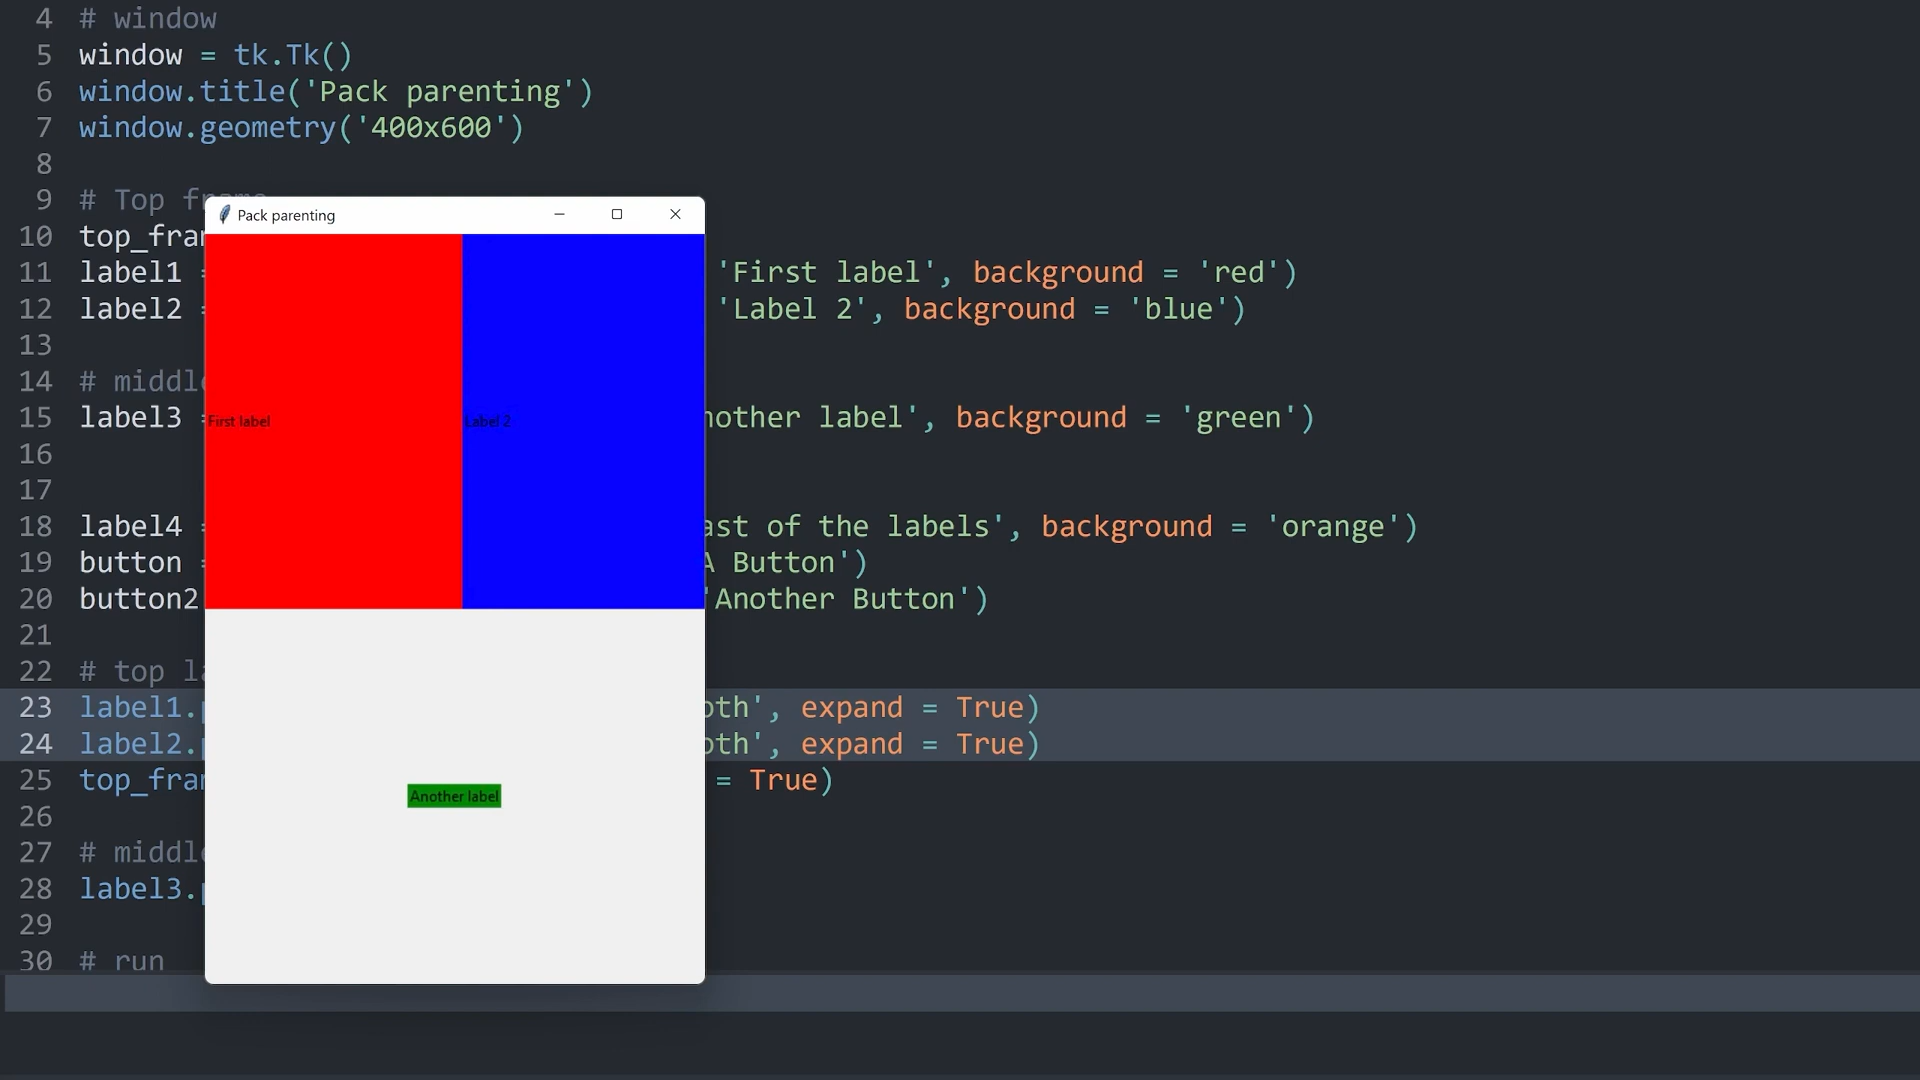 4 # window
5 window = tk.Tk()
6 window.title('Pack parenting')
7 window.geometry('400x600')
8
9 # Top frame
10 top_fra
11 label1 'First label', background = 'red')
12 label2 'Label 2', background = 'blue')
13
14 # middl
15 label3 nother label', background = 'green')
16
17
18 label4 ast of the labels', background = 'orange')
19 button A Button')
20 button2 'Another Button')
21
22 # top la
23 label1. oth', expand = True)
24 label2. oth', expand = True)
25 top_fra = True)
26
27 # middl
28 label3.
29
30 # run
Pack parenting
First label
Label 2
Another label